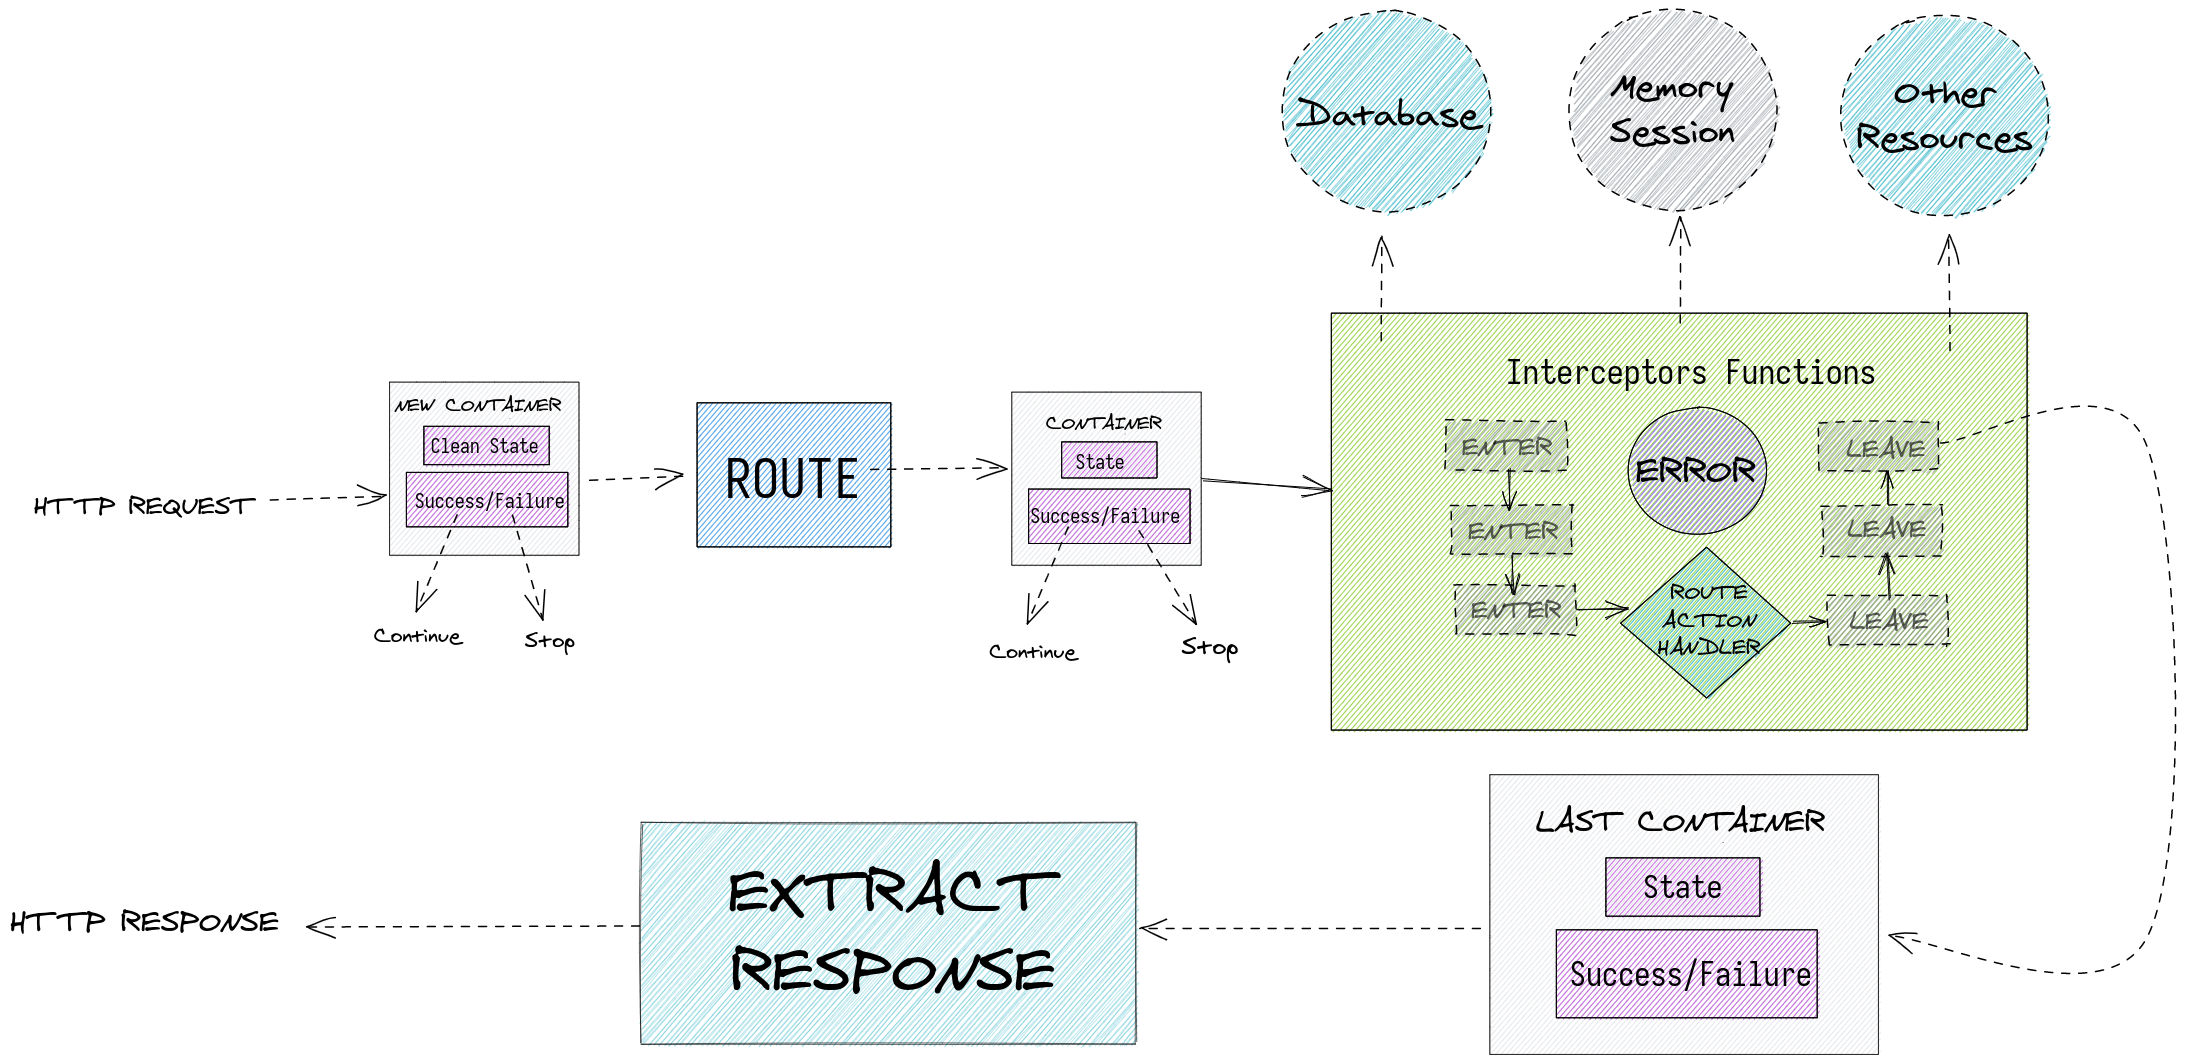 Database
Memory
Session
Other
Resources
HTTP REQUEST
NEW CONTAINER
Clean State
Success/Failure
Continue
Stop
ROUTE
CONTAINER
State
Success/Failure
Continue
Stop
Interceptors Functions
ENTER
ENTER
ENTER
ERROR
ROUTE
ACTION
HANDLER
LEAVE
LEAVE
LEAVE
LAST CONTAINER
State
Success/Failure
EXTRACT
RESPONSE
HTTP RESPONSE